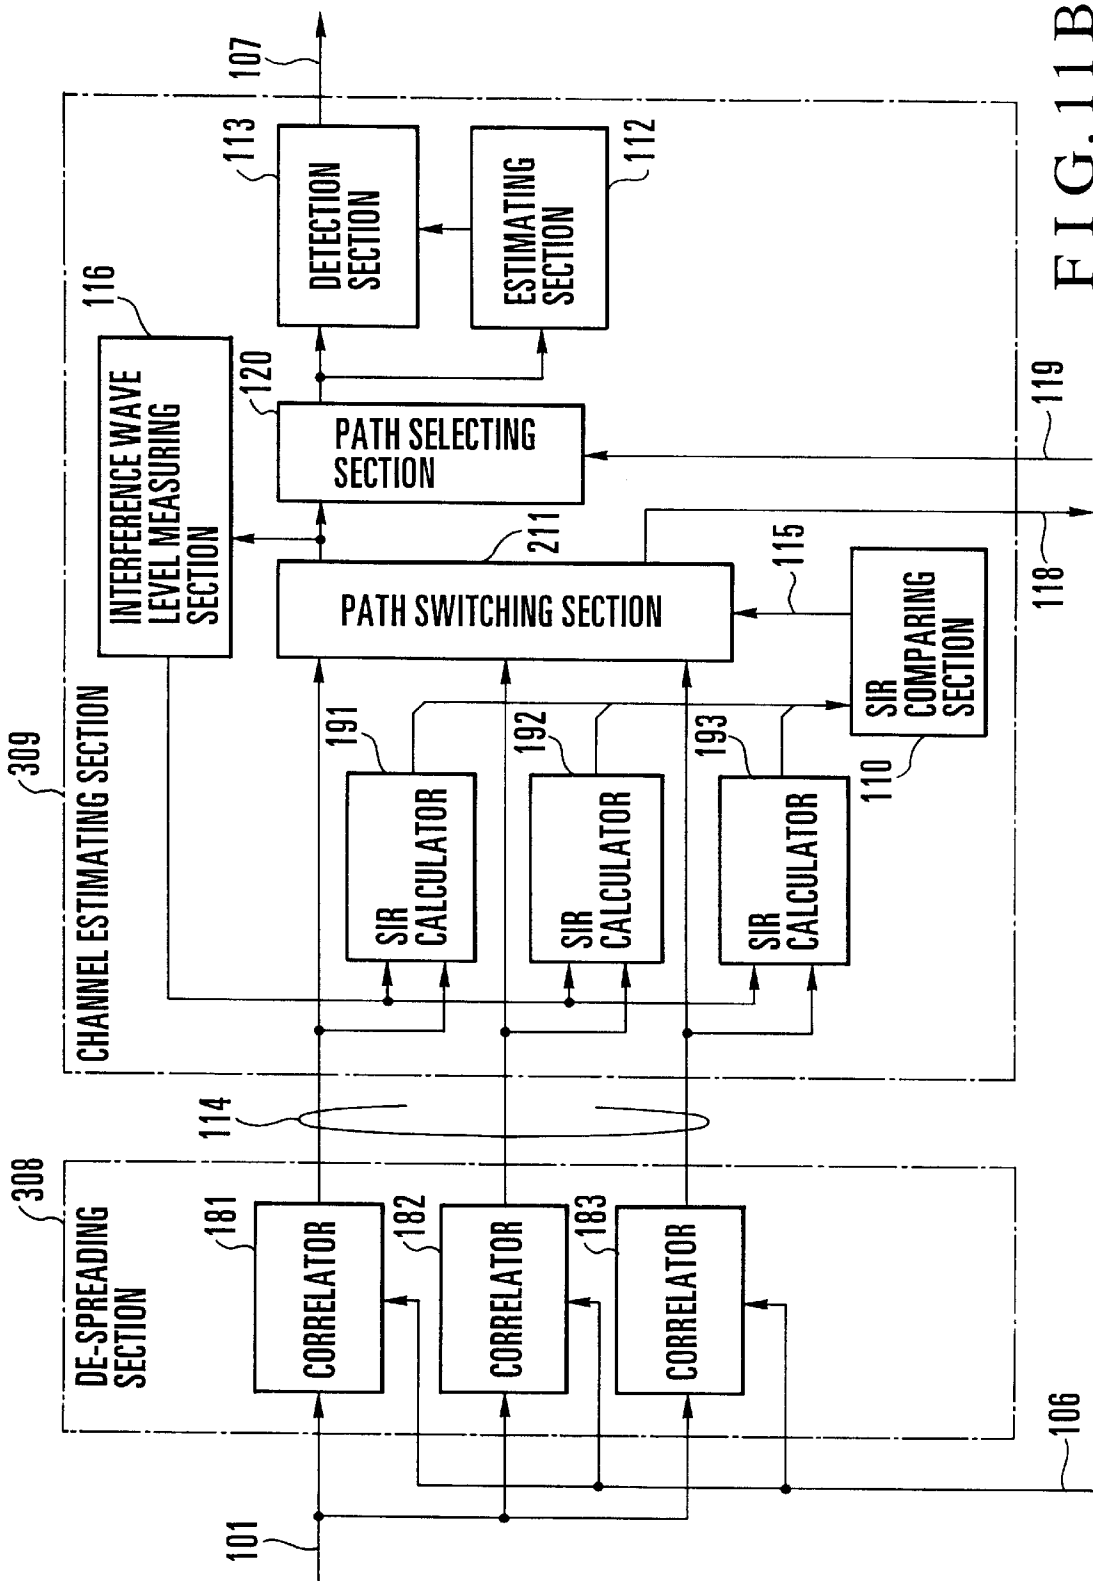 308
DE-SPREADING
SECTION
181
CORRELATOR
182
CORRELATOR
183
CORRELATOR
101
106
114
309
CHANNEL ESTIMATING SECTION
116
INTERFERENCE WAVE
LEVEL MEASURING
SECTION
191
SIR
CALCULATOR
192
SIR
CALCULATOR
193
SIR
CALCULATOR
110
SIR
COMPARING
SECTION
115
211
PATH SWITCHING SECTION
118
119
120
PATH SELECTING
SECTION
113
DETECTION
SECTION
112
ESTIMATING
SECTION
107
FIG. 11B